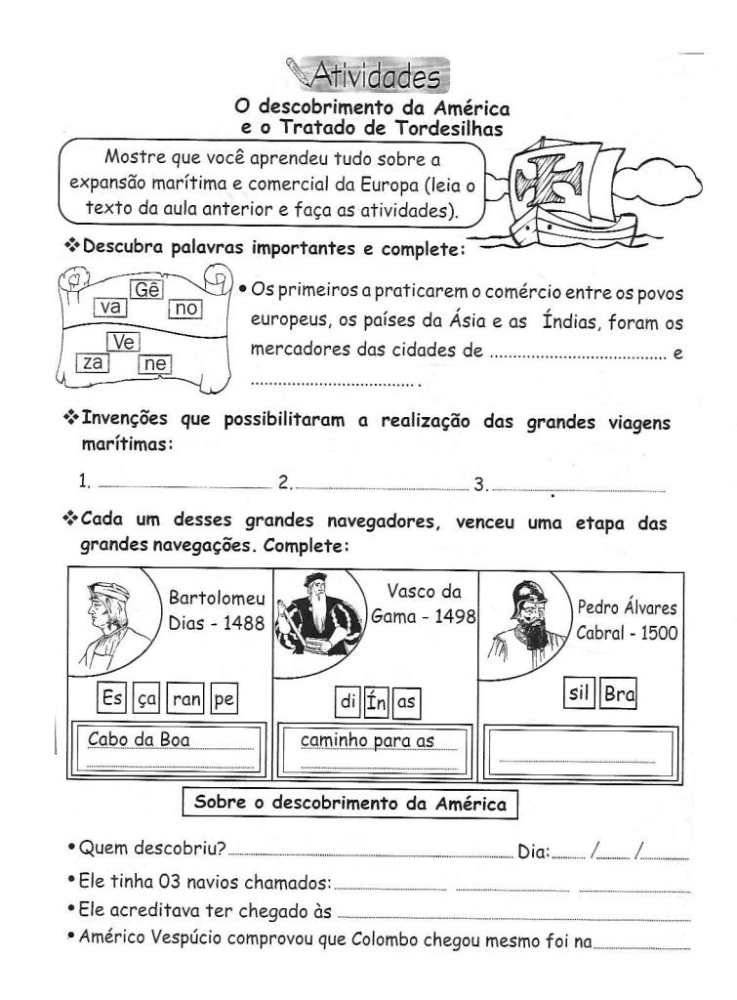 Atividades
O descobrimento da América
e o Tratado de Tordesilhas
Mostre que você aprendeu tudo sobre a
expansão marítima e comercial da Europa (leia o
texto da aula anterior e faça as atividades).
❖Descubra palavras importantes e complete:
Gê
va no
Ve
za ne
• Os primeiros a praticarem o comércio entre os povos
europeus, os países da Ásia e as Índias, foram os
mercadores das cidades de ........................................ e
........................................ .
❖Invenções que possibilitaram a realização das grandes viagens
marítimas:
1. ____________________ 2. ____________________ 3. ____________________
❖Cada um desses grandes navegadores, venceu uma etapa das
grandes navegações. Complete:
Bartolomeu
Dias - 1488
Es ça ran pe
Cabo da Boa
Vasco da
Gama - 1498
di Ín as
caminho para as
Pedro Álvares
Cabral - 1500
sil Bra
Sobre o descobrimento da América
• Quem descobriu? ______________________________ Dia: ____ /____ /____
• Ele tinha 03 navios chamados: ____________ ____________ ____________
• Ele acreditava ter chegado às ______________________________
• Américo Vespúcio comprovou que Colombo chegou mesmo foi na__________